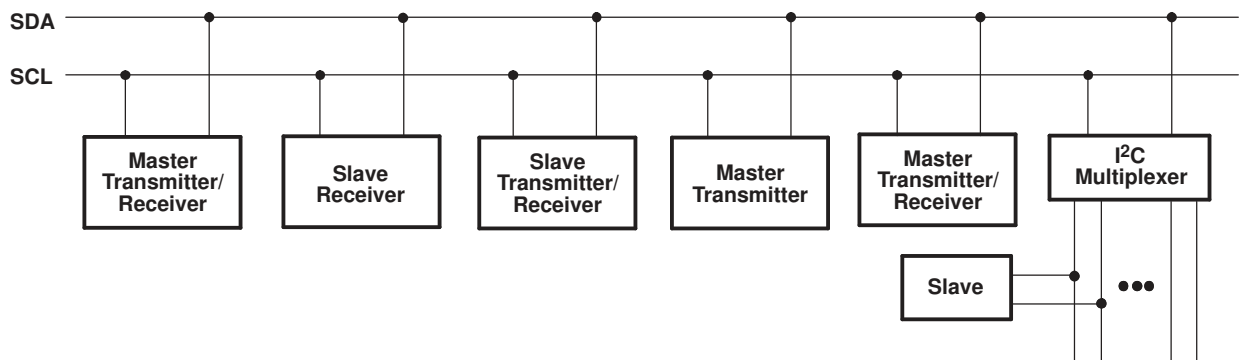 SDA
SCL
Master
Transmitter/
Receiver
Slave
Receiver
Slave
Transmitter/
Receiver
Master
Transmitter
Master
Transmitter/
Receiver
I²C
Multiplexer
Slave